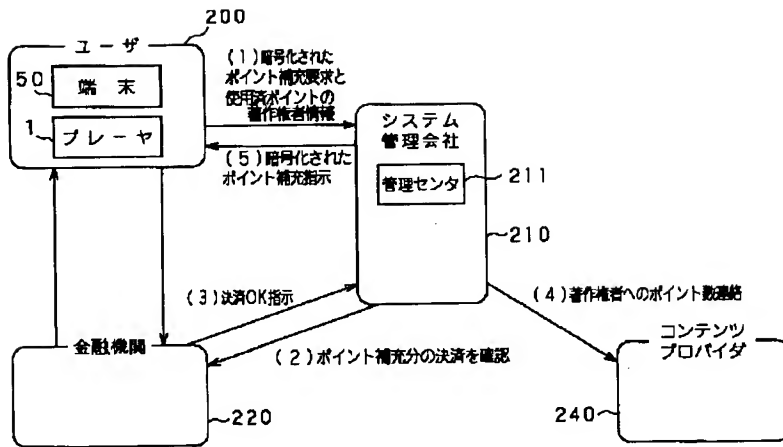 200
ユーザ
50
端末
1
プレーヤ
(1)暗号化された
ポイント補充要求と
使用済ポイントの
著作権者情報
(5)暗号化された
ポイント補充指示
システム
管理会社
管理センタ
211
210
(3)決済OK指示
(4)著作権者へのポイント数連絡
金融機関
(2)ポイント補充分の決済を確認
220
コンテンツ
プロバイダ
240